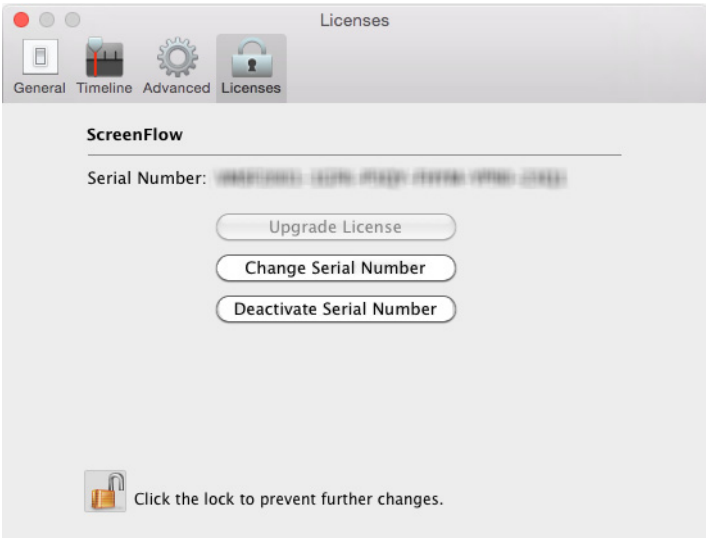 Licenses
General Timeline Advanced Licenses
ScreenFlow
Serial Number:
Upgrade License
Change Serial Number
Deactivate Serial Number
Click the lock to prevent further changes.